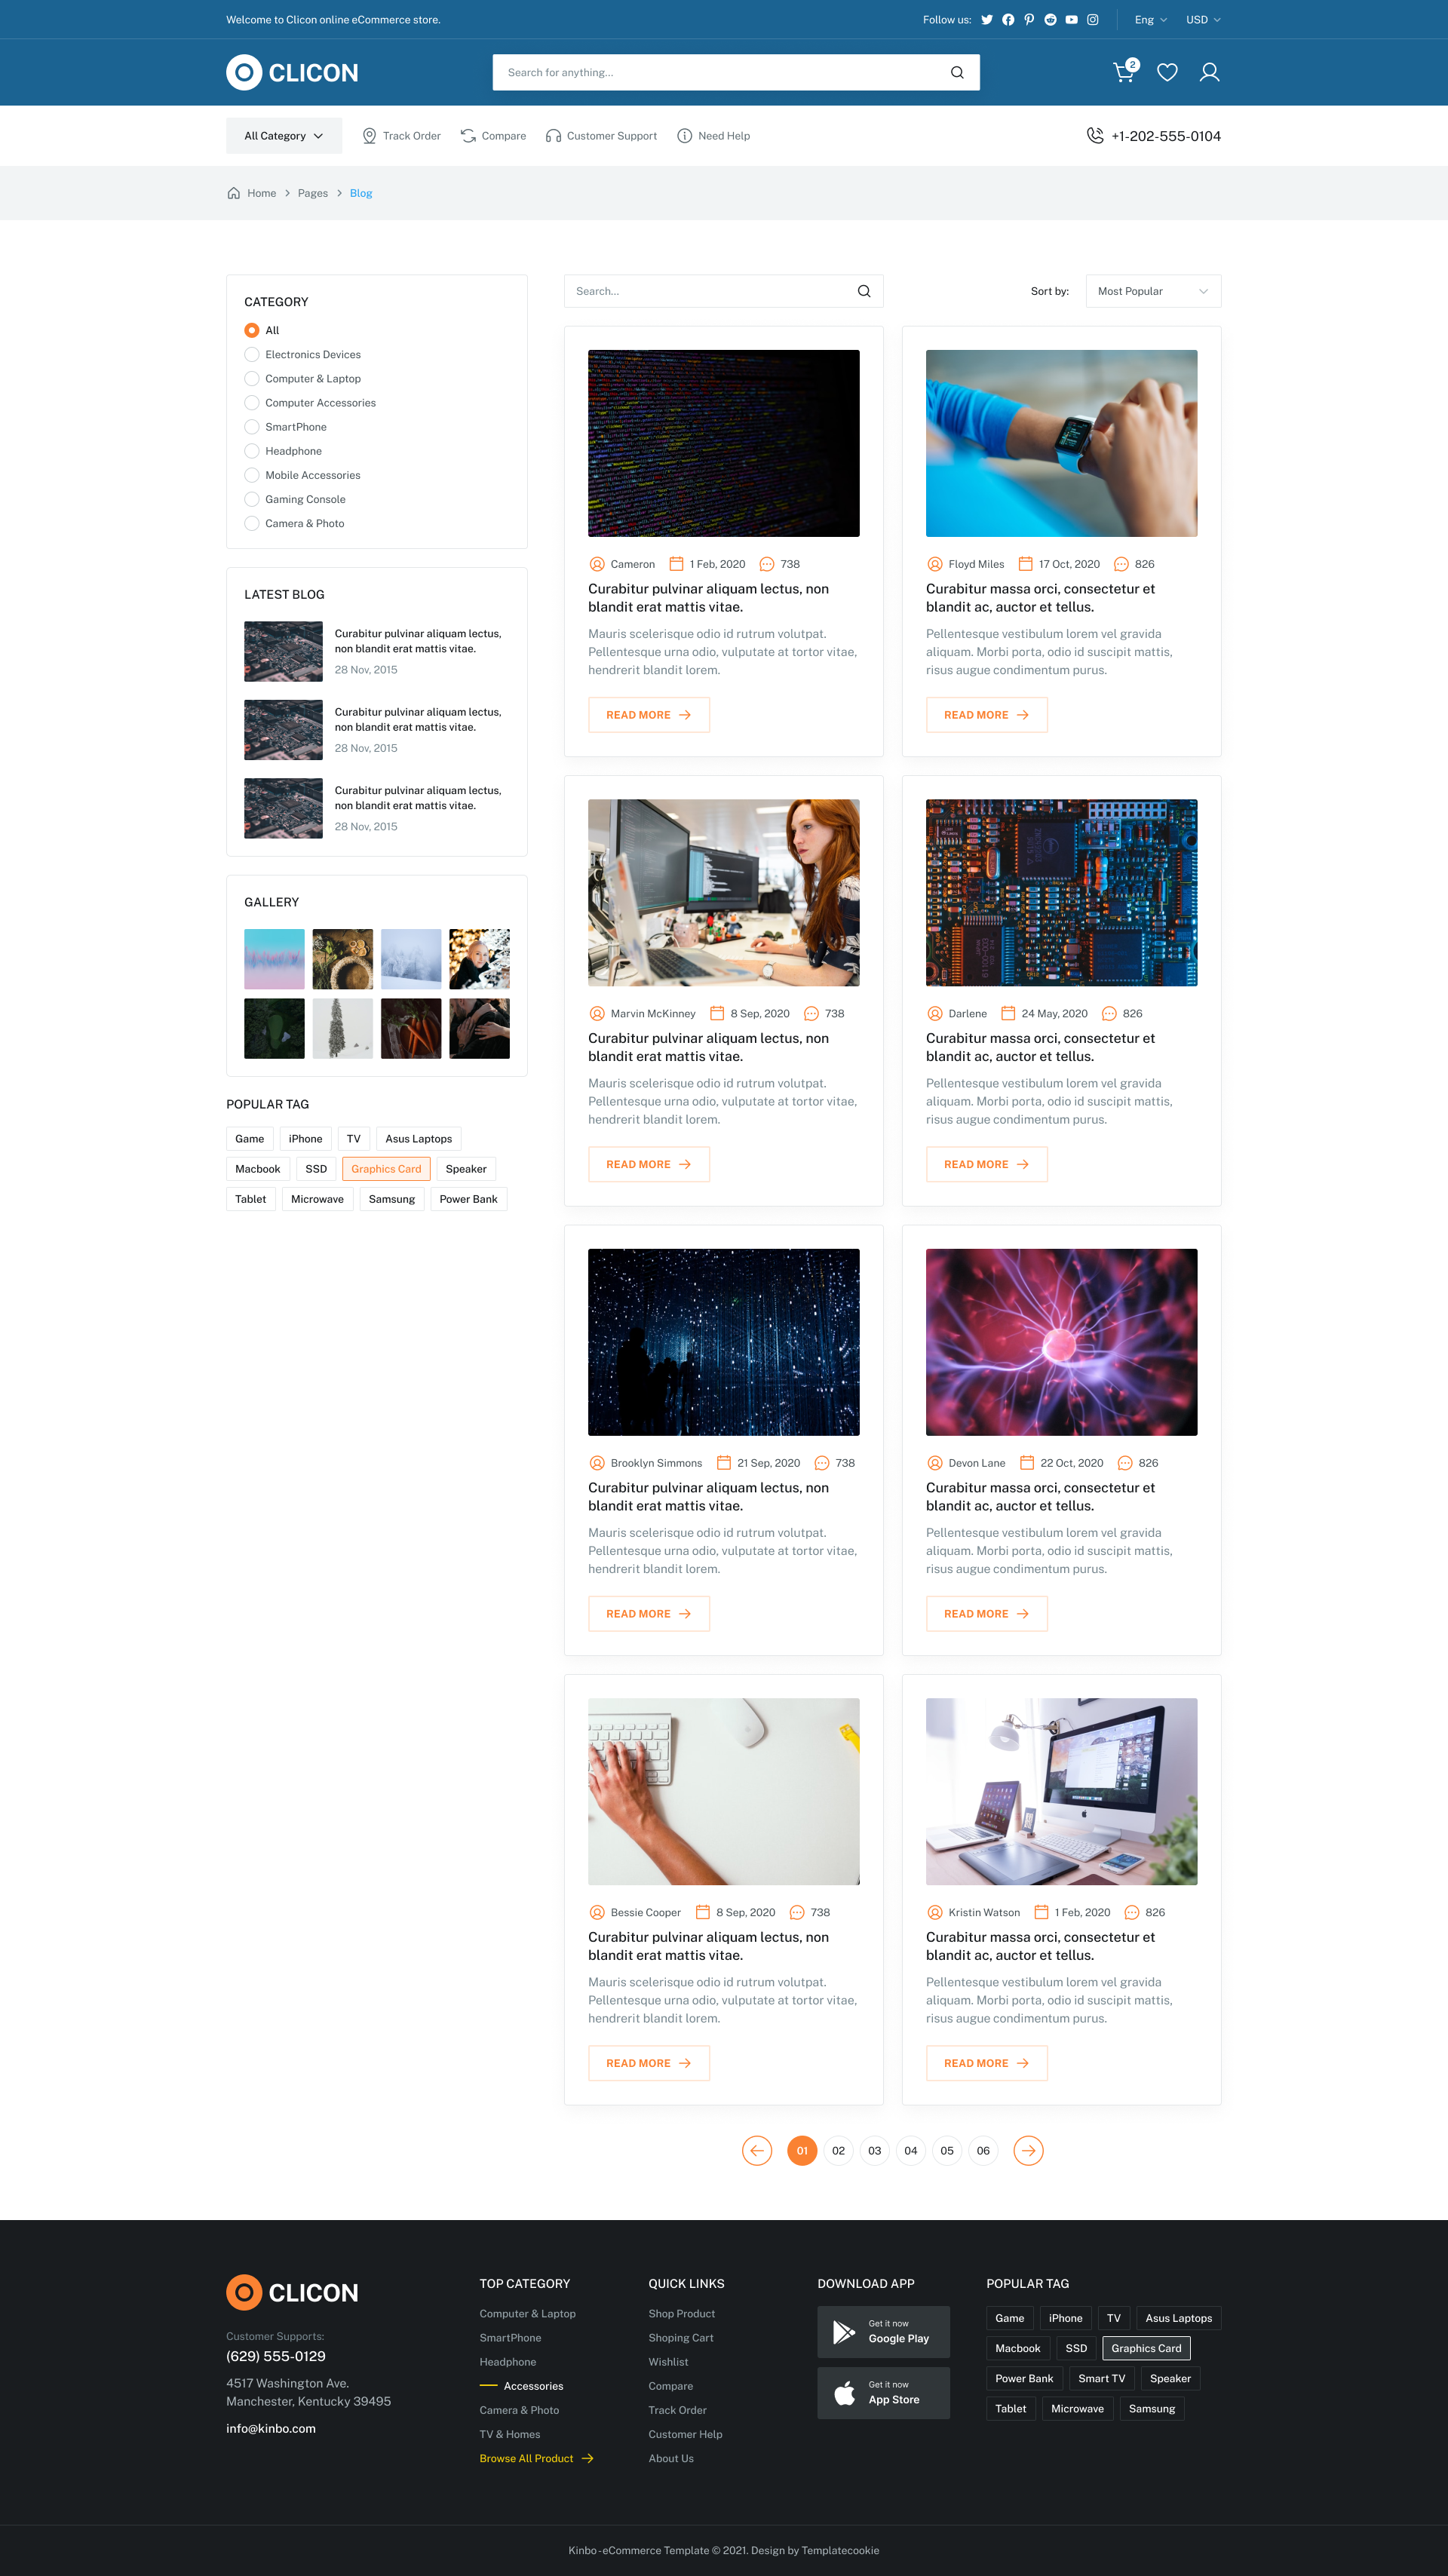 Welcome to Clicon online eCommerce store.
Follow us:
Eng
USD
CLICON
Search for anything...
2
All Category
Track Order
Compare
Customer Support
Need Help
+1-202-555-0104
Home
Pages
Blog
CATEGORY
All
Electronics Devices
Computer & Laptop
Computer Accessories
SmartPhone
Headphone
Mobile Accessories
Gaming Console
Camera & Photo
LATEST BLOG
Curabitur pulvinar aliquam lectus,
non blandit erat mattis vitae.
28 Nov, 2015
Curabitur pulvinar aliquam lectus,
non blandit erat mattis vitae.
28 Nov, 2015
Curabitur pulvinar aliquam lectus,
non blandit erat mattis vitae.
28 Nov, 2015
GALLERY
POPULAR TAG
Game
iPhone
TV
Asus Laptops
Macbook
SSD
Graphics Card
Speaker
Tablet
Microwave
Samsung
Power Bank
Search...
Sort by:
Most Popular
Cameron
1 Feb, 2020
738
Curabitur pulvinar aliquam lectus, non
blandit erat mattis vitae.
Mauris scelerisque odio id rutrum volutpat.
Pellentesque urna odio, vulputate at tortor vitae,
hendrerit blandit lorem.
READ MORE
Floyd Miles
17 Oct, 2020
826
Curabitur massa orci, consectetur et
blandit ac, auctor et tellus.
Pellentesque vestibulum lorem vel gravida
aliquam. Morbi porta, odio id suscipit mattis,
risus augue condimentum purus.
READ MORE
Marvin McKinney
8 Sep, 2020
738
Curabitur pulvinar aliquam lectus, non
blandit erat mattis vitae.
Mauris scelerisque odio id rutrum volutpat.
Pellentesque urna odio, vulputate at tortor vitae,
hendrerit blandit lorem.
READ MORE
Darlene
24 May, 2020
826
Curabitur massa orci, consectetur et
blandit ac, auctor et tellus.
Pellentesque vestibulum lorem vel gravida
aliquam. Morbi porta, odio id suscipit mattis,
risus augue condimentum purus.
READ MORE
Brooklyn Simmons
21 Sep, 2020
738
Curabitur pulvinar aliquam lectus, non
blandit erat mattis vitae.
Mauris scelerisque odio id rutrum volutpat.
Pellentesque urna odio, vulputate at tortor vitae,
hendrerit blandit lorem.
READ MORE
Devon Lane
22 Oct, 2020
826
Curabitur massa orci, consectetur et
blandit ac, auctor et tellus.
Pellentesque vestibulum lorem vel gravida
aliquam. Morbi porta, odio id suscipit mattis,
risus augue condimentum purus.
READ MORE
Bessie Cooper
8 Sep, 2020
738
Curabitur pulvinar aliquam lectus, non
blandit erat mattis vitae.
Mauris scelerisque odio id rutrum volutpat.
Pellentesque urna odio, vulputate at tortor vitae,
hendrerit blandit lorem.
READ MORE
Kristin Watson
1 Feb, 2020
826
Curabitur massa orci, consectetur et
blandit ac, auctor et tellus.
Pellentesque vestibulum lorem vel gravida
aliquam. Morbi porta, odio id suscipit mattis,
risus augue condimentum purus.
READ MORE
01
02
03
04
05
06
CLICON
Customer Supports:
(629) 555-0129
4517 Washington Ave.
Manchester, Kentucky 39495
info@kinbo.com
TOP CATEGORY
Computer & Laptop
SmartPhone
Headphone
Accessories
Camera & Photo
TV & Homes
Browse All Product
QUICK LINKS
Shop Product
Shoping Cart
Wishlist
Compare
Track Order
Customer Help
About Us
DOWNLOAD APP
Get it now
Google Play
Get it now
App Store
POPULAR TAG
Game
iPhone
TV
Asus Laptops
Macbook
SSD
Graphics Card
Power Bank
Smart TV
Speaker
Tablet
Microwave
Samsung
Kinbo - eCommerce Template © 2021. Design by Templatecookie